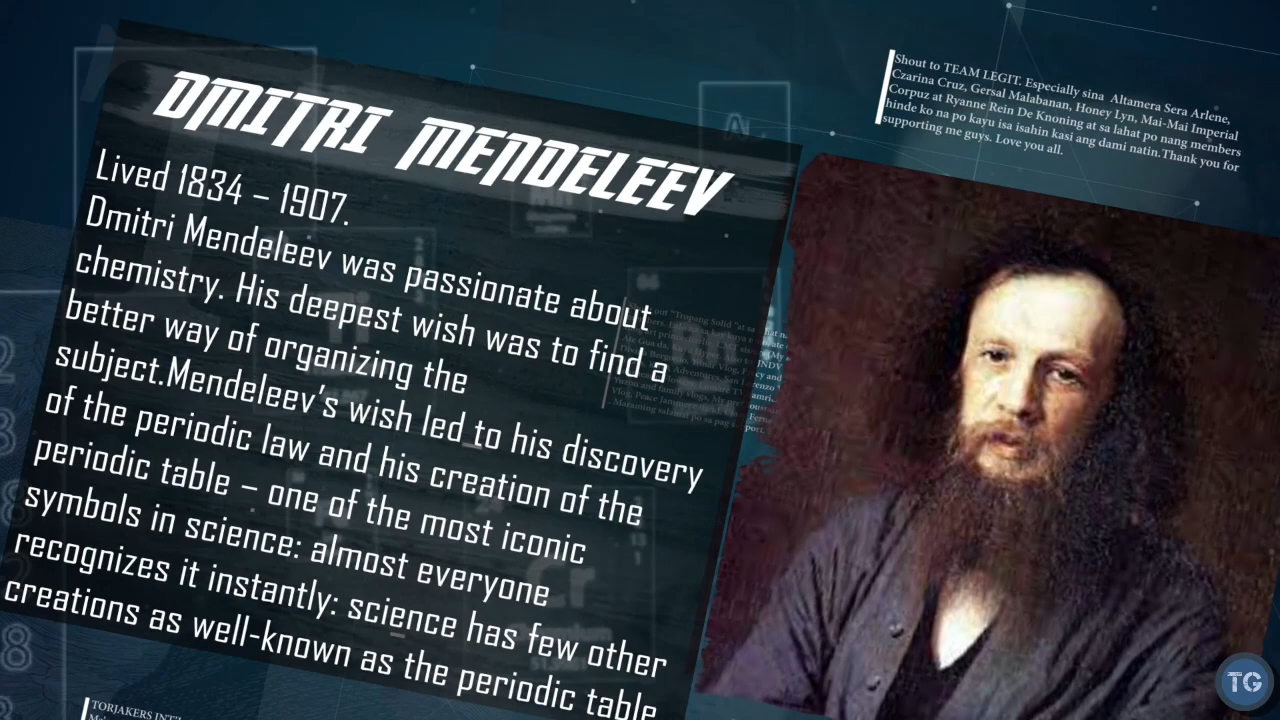 DMITRI MENDELEEV
Lived 1834 – 1907.
Dmitri Mendeleev was passionate about
chemistry. His deepest wish was to find a
better way of organizing the
subject.Mendeleev's wish led to his discovery
of the periodic law and his creation of the
periodic table – one of the most iconic
symbols in science: almost everyone
recognizes it instantly: science has few other
creations as well-known as the periodic table
Shout to TEAM LEGIT. Especially sina Altamera Sera Arlene,
Czarina Cruz, Gersal Malabanan, Honey Lyn, Mai-Mai Imperial
Corpuz at Ryanne Rein De Knoning at sa lahat po nang members
hinde ko na po kayu isa isahin kasi ang dami natin.Thank you for
supporting me guys. Love you all.
Cr
TORJAKERS INT'L
TG